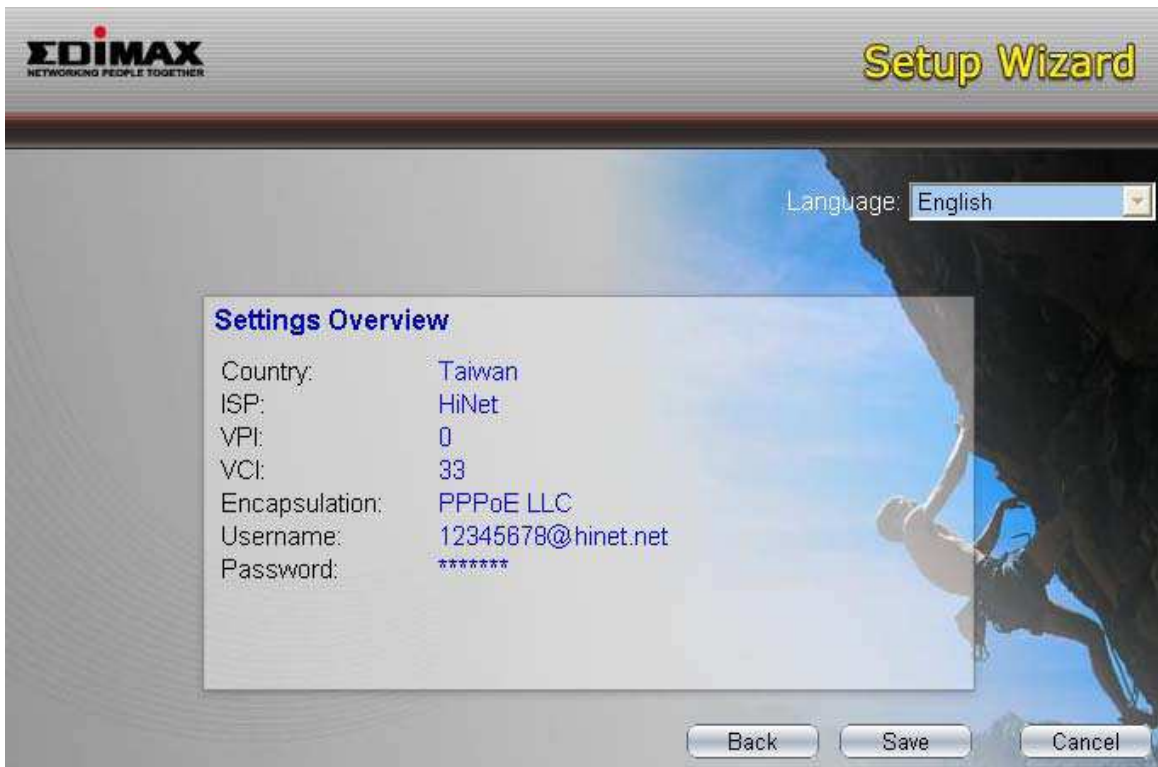 EDIMAX
NETWORKING PEOPLE TOGETHER
Setup Wizard
Language: English
Settings Overview
Country: Taiwan
ISP: HiNet
VPI: 0
VCI: 33
Encapsulation: PPPoE LLC
Username: 12345678@hinet.net
Password: *******
Back Save Cancel